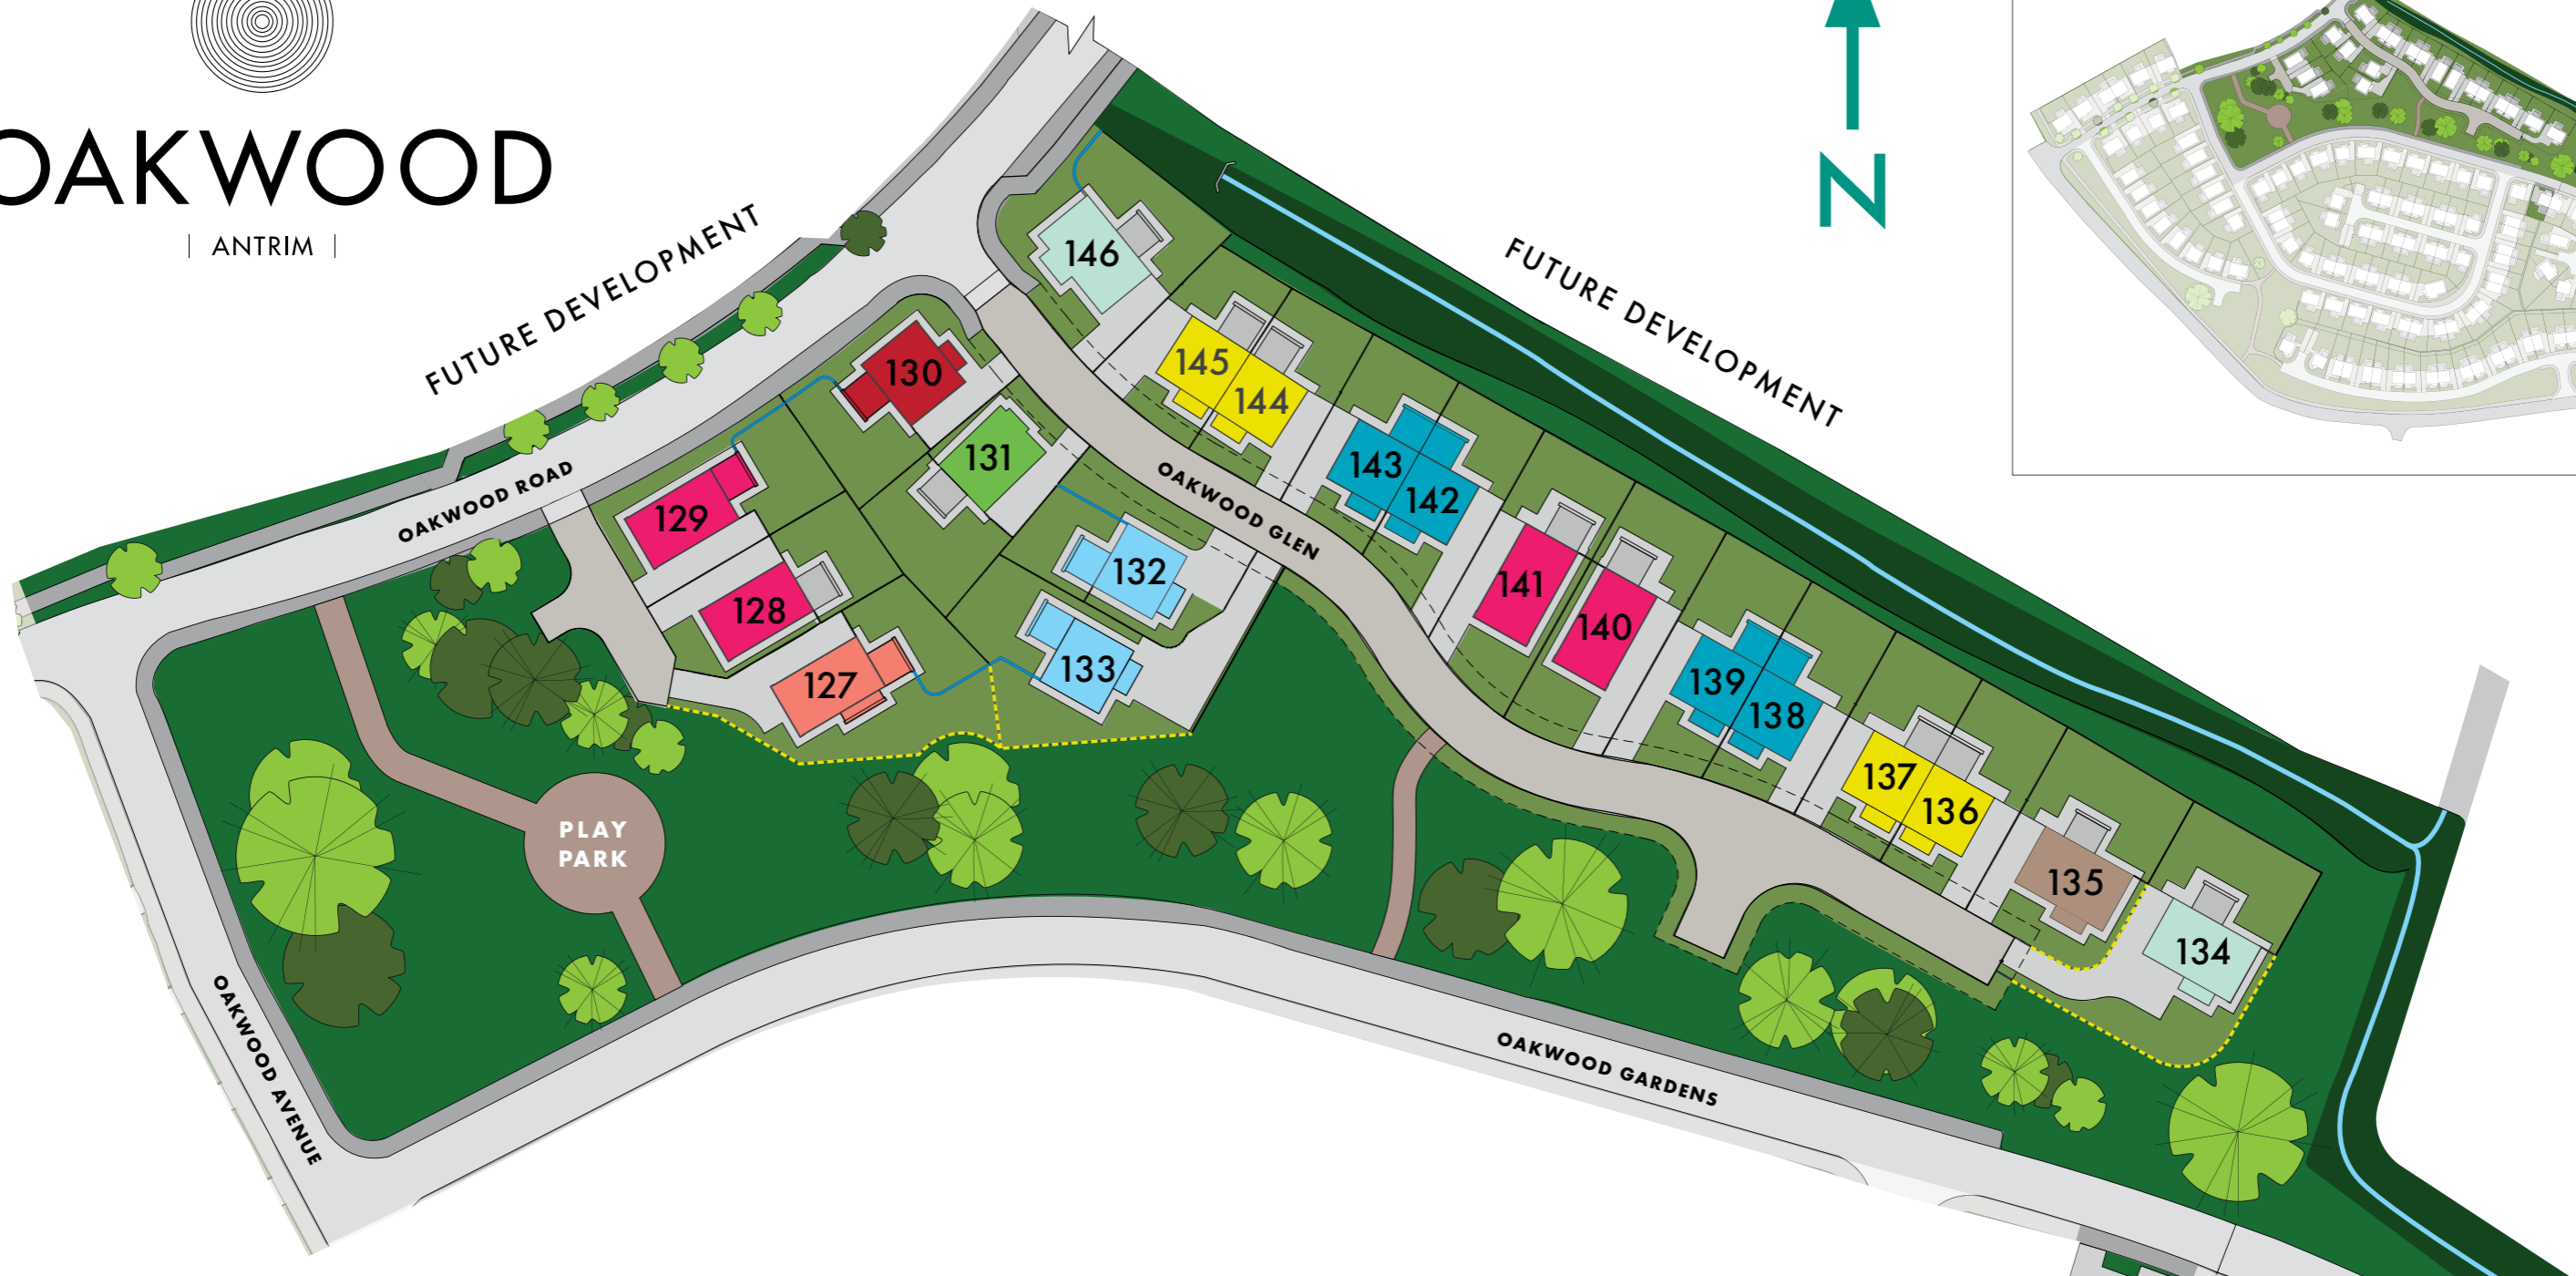 OAKWOOD
| ANTRIM |
N
FUTURE DEVELOPMENT
FUTURE DEVELOPMENT
146
145
144
130
131
143
142
OAKWOOD GLEN
OAKWOOD ROAD
129
128
127
132
133
141
140
139
138
137
136
135
134
PLAY
PARK
OAKWOOD AVENUE
OAKWOOD GARDENS